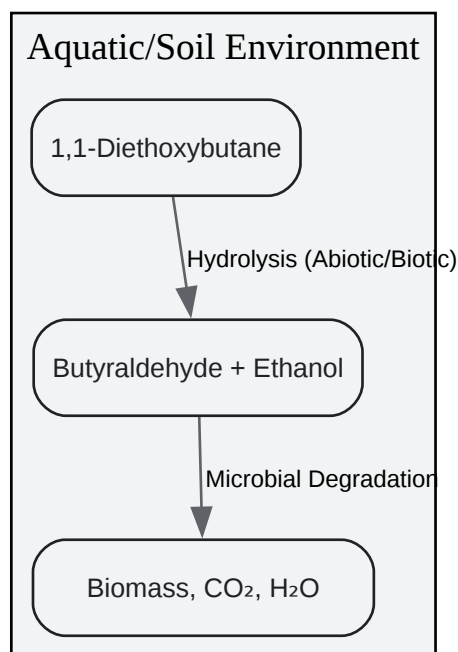 Aquatic/Soil Environment
1,1-Diethoxybutane
Hydrolysis (Abiotic/Biotic)
Butyraldehyde + Ethanol
Microbial Degradation
Biomass, CO₂, H₂O